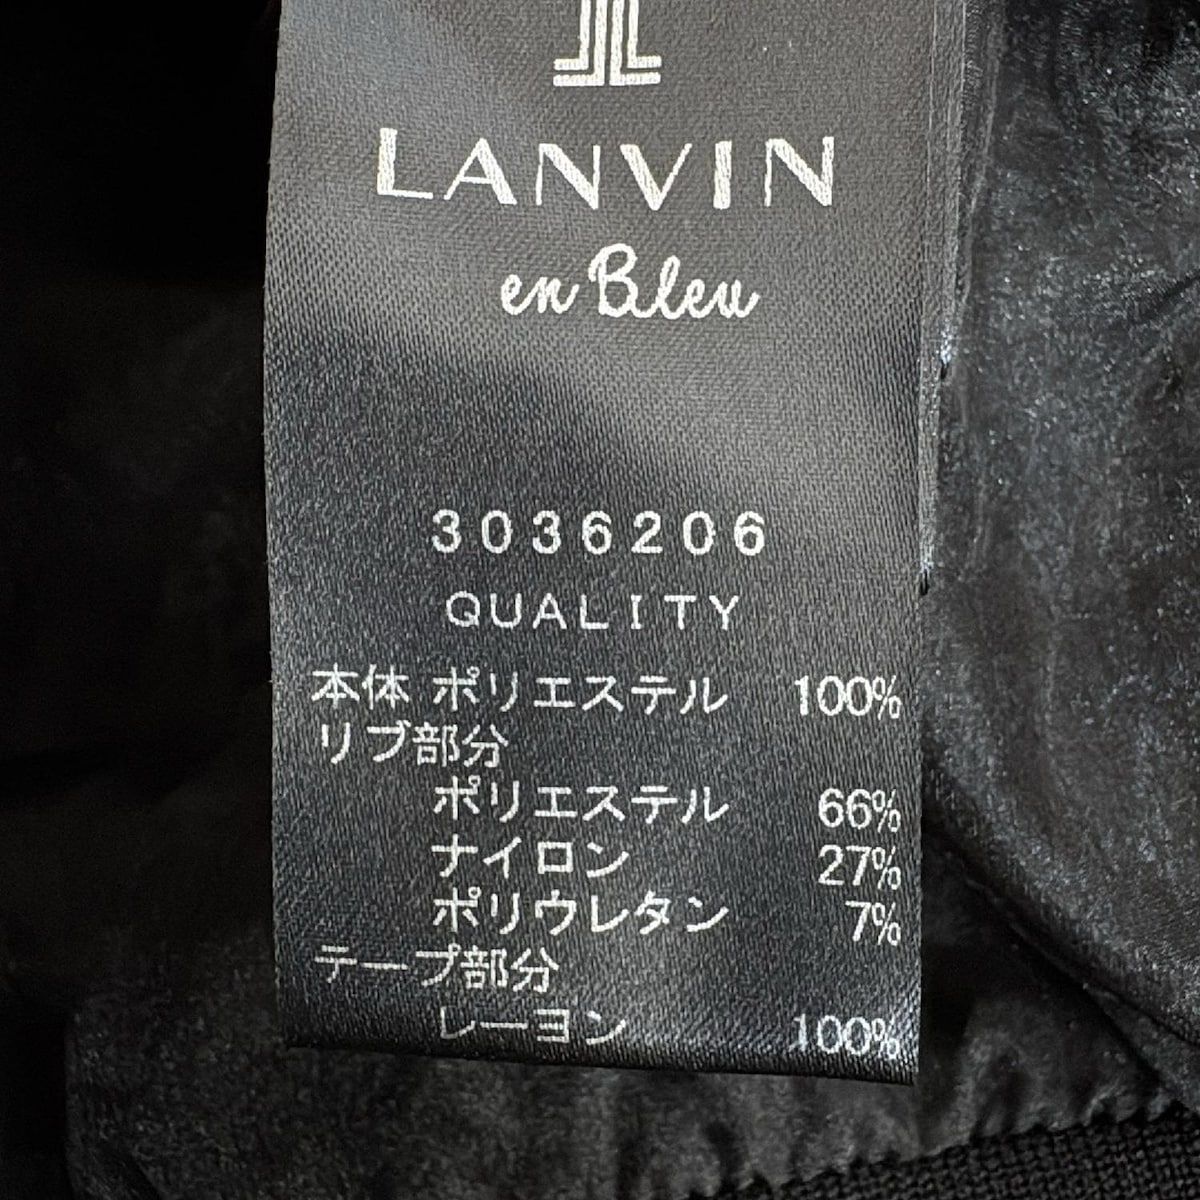 LANVIN
en Bleu
3036206
QUALITY
本体 ポリエステル 100%
リブ部分
ポリエステル 66%
ナイロン 27%
ポリウレタン 7%
テープ部分
レーヨン 100%